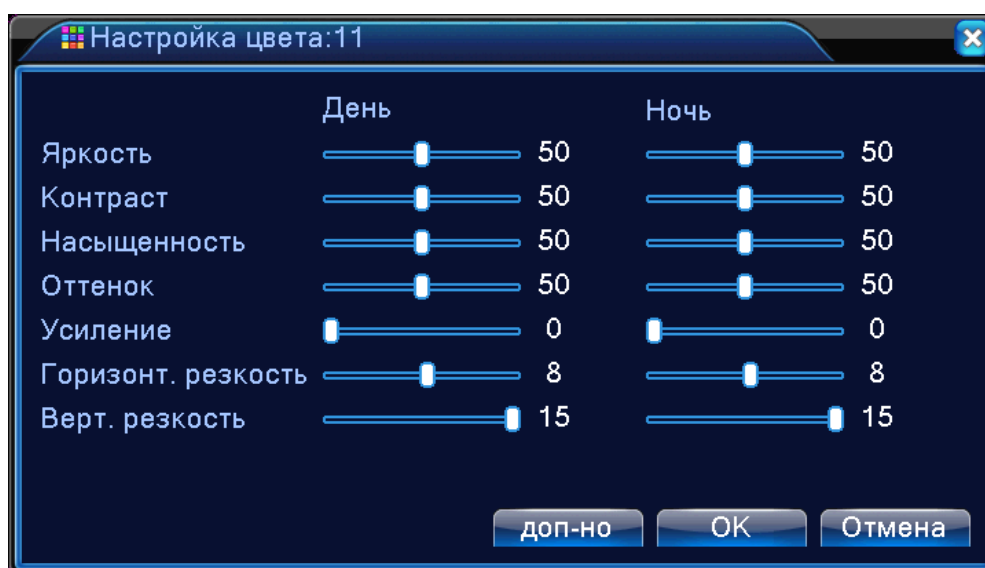 Настройка цвета:11
День Ночь
Яркость 50 50
Контраст 50 50
Насыщенность 50 50
Оттенок 50 50
Усиление 0 0
Горизонт. резкость 8 8
Верт. резкость 15 15
доп-но OK Отмена